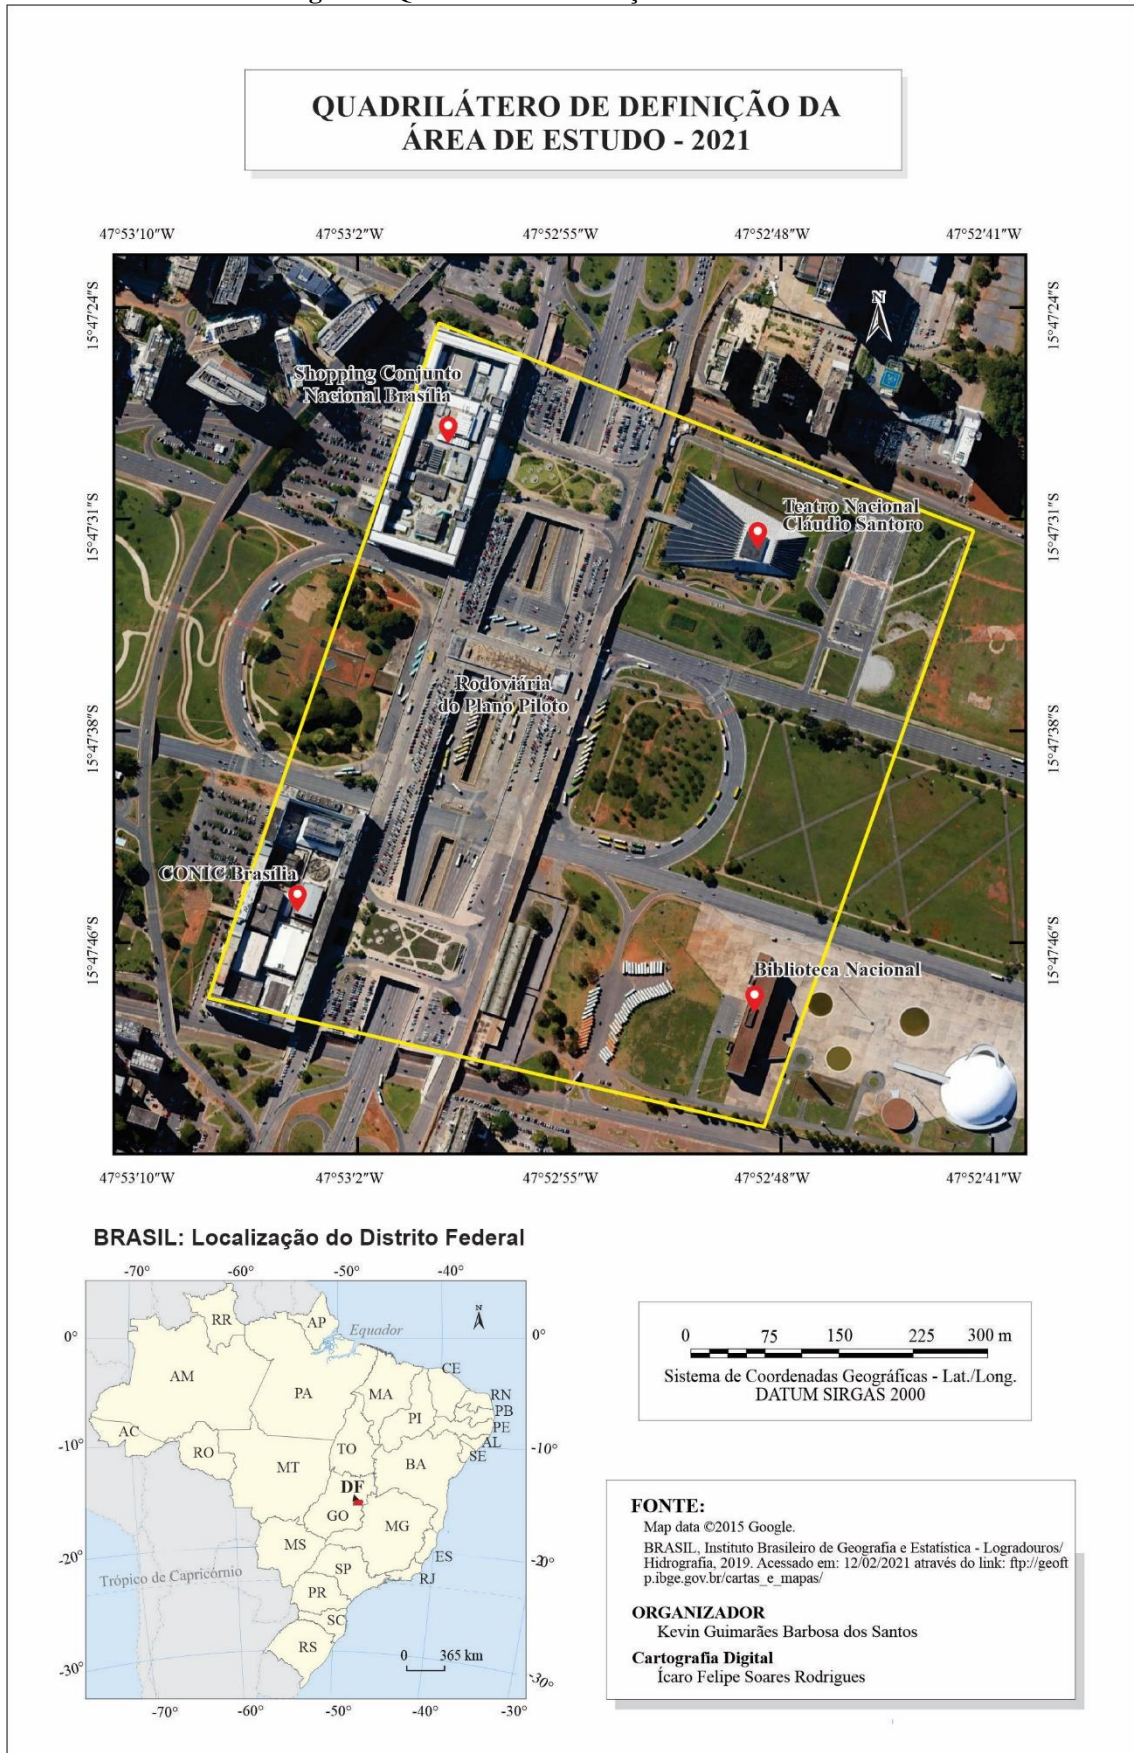 QUADRILÁTERO DE DEFINIÇÃO DA
ÁREA DE ESTUDO - 2021
47°53'10"W 47°53'2"W 47°52'55"W 47°52'48"W 47°52'41"W
15°47'24"S
15°47'24"S
N
Shopping Conjunto
Nacional Brasília
Teatro Nacional
Cláudio Santoro
15°47'31"S
15°47'31"S
Rodoviária
do Plano Piloto
15°47'38"S
15°47'38"S
CONIC Brasília
15°47'46"S
15°47'46"S
Biblioteca Nacional
47°53'10"W 47°53'2"W 47°52'55"W 47°52'48"W 47°52'41"W
BRASIL: Localização do Distrito Federal
-70° -60° -50° -40°
N
RR
AP
Equador
0°
0°
AM
PA
MA
CE
RN
PB
PI
PE
AC
AL
-10°
RO
TO
SE
-10°
MT
BA
DF
GO
MG
MS
ES
-20°
-20°
SP
RJ
Trópico de Capricórnio
PR
SC
RS
0 365 km
-30°
-30°
-70° -60° -50° -40° -30°
0 75 150 225 300 m
Sistema de Coordenadas Geográficas - Lat./Long.
DATUM SIRGAS 2000
FONTE:
Map data ©2015 Google.
BRASIL, Instituto Brasileiro de Geografia e Estatística - Logradouros/
Hidrografia, 2019. Acessado em: 12/02/2021 através do link: ftp://geoft
p.ibge.gov.br/cartas_e_mapas/
ORGANIZADOR
Kevin Guimarães Barbosa dos Santos
Cartografia Digital
Ícaro Felipe Soares Rodrigues